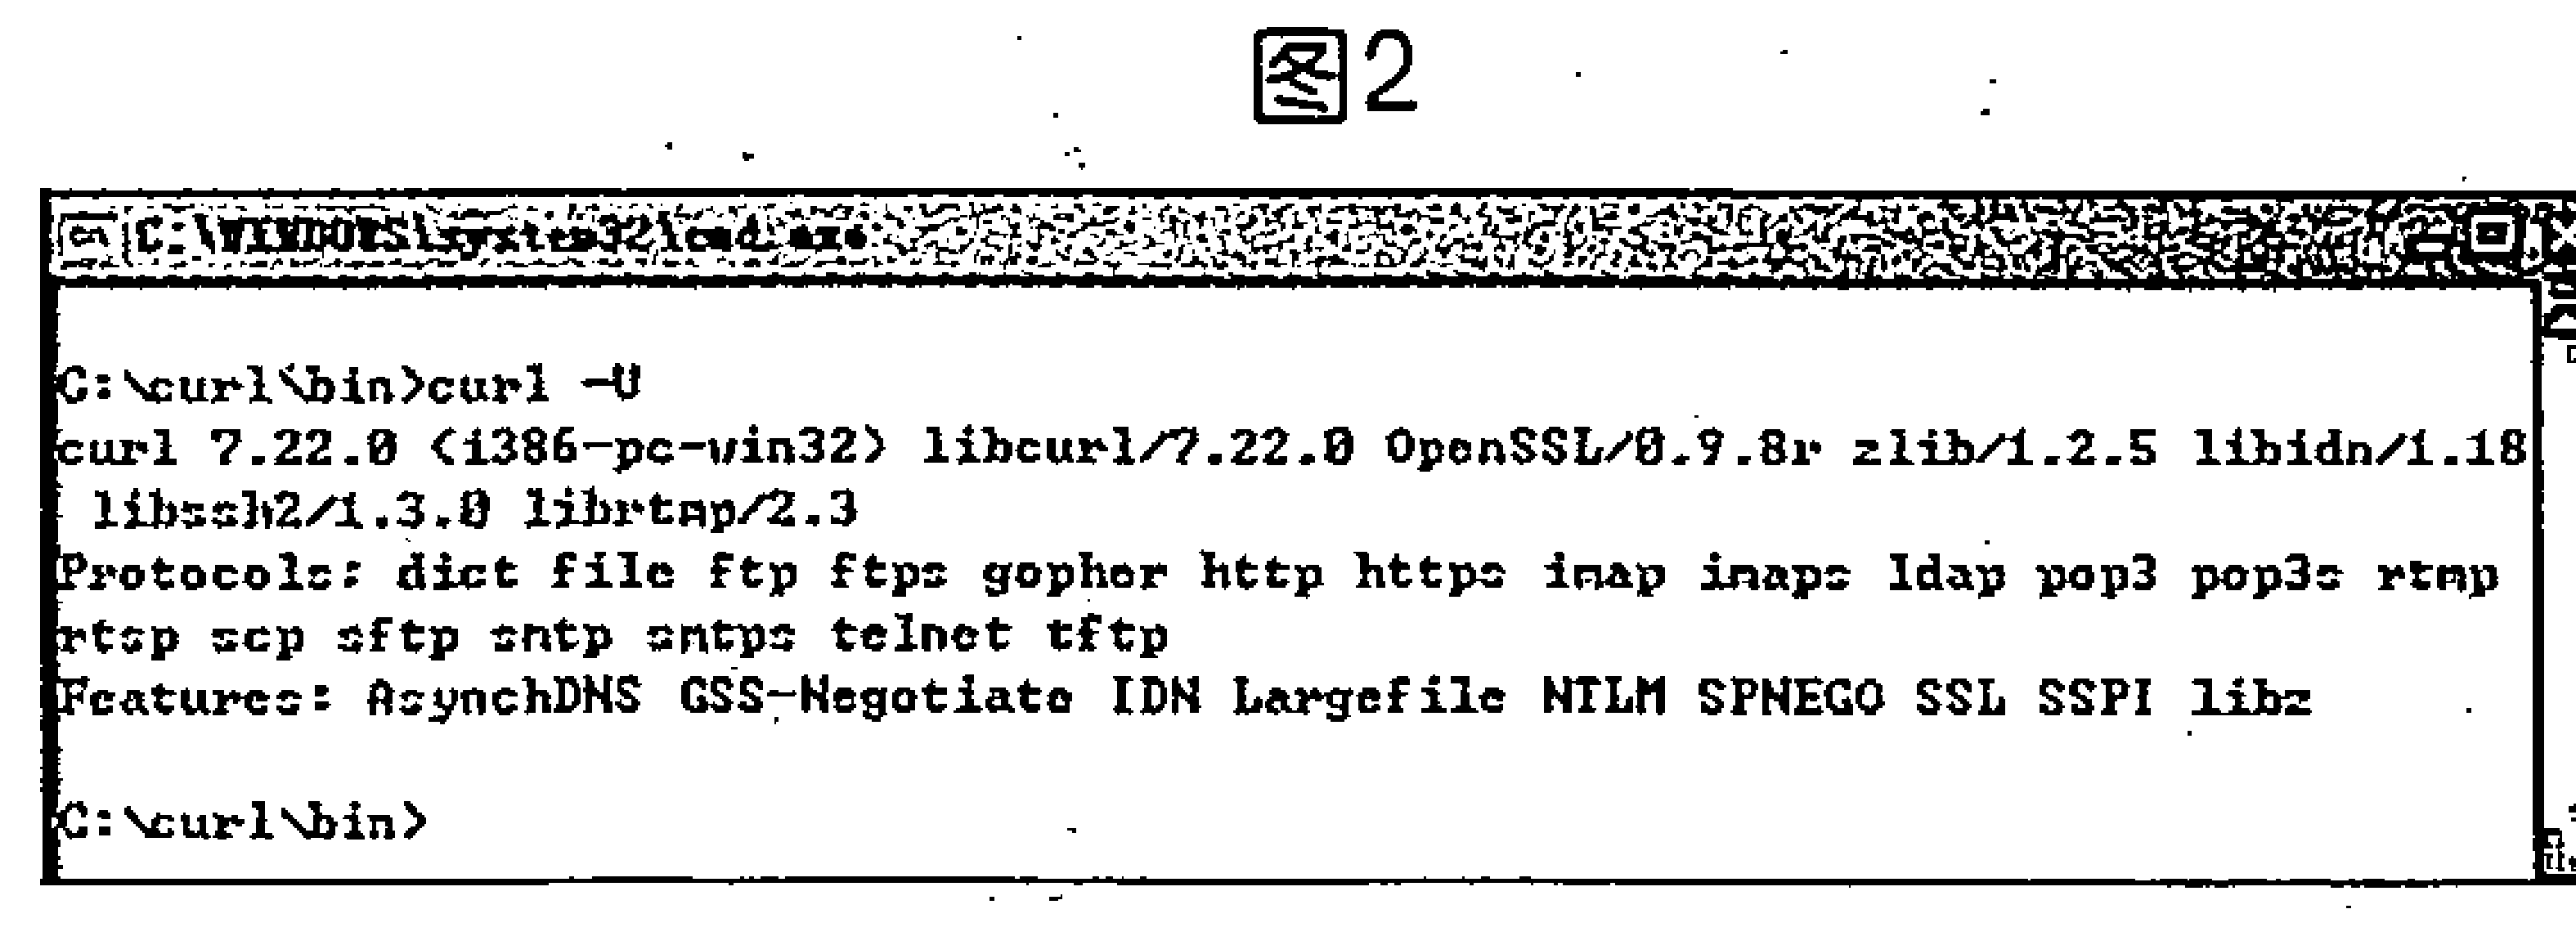 图2
C:\WINDOWS\system32\cmd.exe
C:\curl\bin>curl -V
curl 7.22.0 (i386-pc-win32) libcurl/7.22.0 OpenSSL/0.9.8r zlib/1.2.5 libidn/1.18
libssh2/1.3.0 librtmp/2.3
Protocols: dict file ftp ftps gopher http https imap imaps ldap pop3 pop3s rtmp
rtsp scp sftp smtp smtps telnet tftp
Features: AsynchDNS GSS-Negotiate IDN Largefile NTLM SPNEGO SSL SSPI libz
C:\curl\bin>